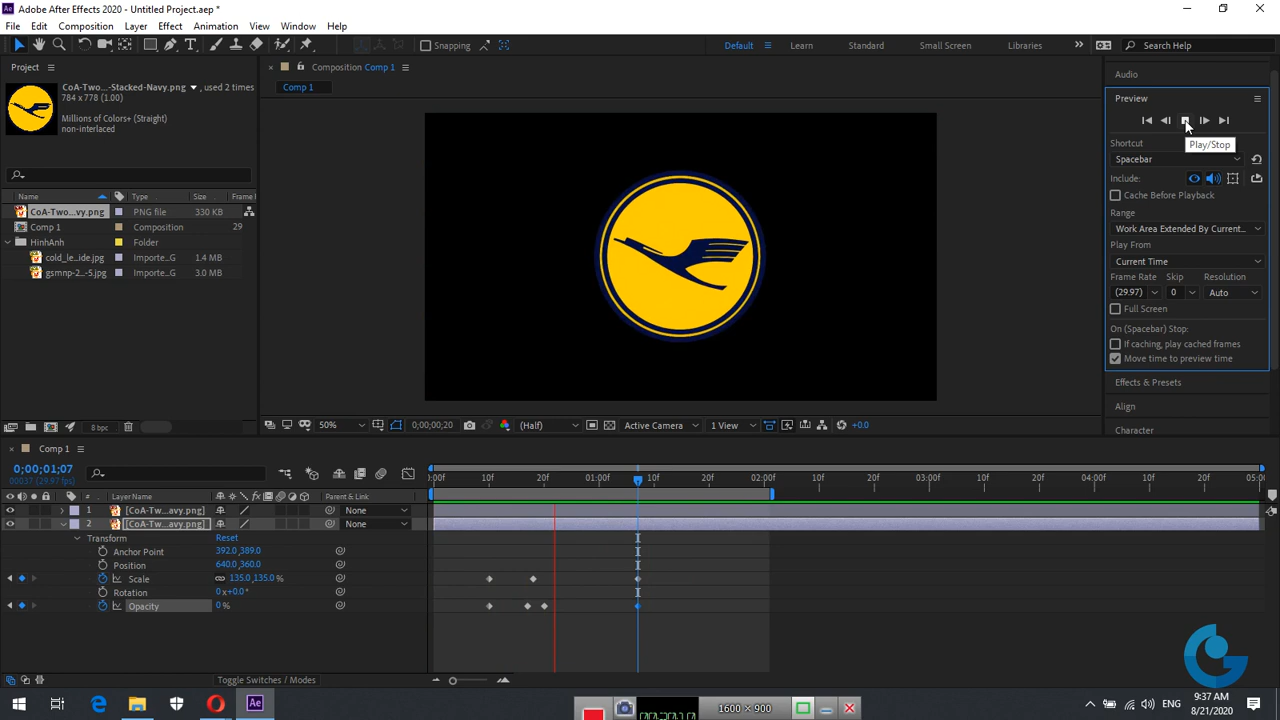 Adobe After Effects 2020 - Untitled Project.aep *
File Edit Composition Layer Effect Animation View Window Help
Snapping
Default Learn Standard Small Screen Libraries Search Help
Project
Composition Comp 1
Audio
CoA-Two...-Stacked-Navy.png , used 2 times
784 x 778 (1.00)
Comp 1
Preview
Millions of Colors+ (Straight)
non-interlaced
Play/Stop
Shortcut
Spacebar
Include:
Cache Before Playback
Name Type Size Frame R
CoA-Two...vy.png PNG file 330 KB
Comp 1 Composition 29
HinhAnh Folder
cold_le...ide.jpg Importe...G 1.4 MB
gsmnp-2...-5.jpg Importe...G 3.0 MB
Range
Work Area Extended By Current...
Play From
Current Time
Frame Rate Skip Resolution
(29.97) 0 Auto
Full Screen
On (Spacebar) Stop:
If caching, play cached frames
Move time to preview time
Effects & Presets
Align
Character
8 bpc
50% 0;00;00;20 (Half) Active Camera 1 View +0.0
Comp 1
0;00;01;07
00037 (29.97 fps)
:00f 10f 20f 01:00f 10f 20f 02:00f 10f 20f 03:00f 10f 20f 04:00f 10f 20f 05:0
# Layer Name Parent & Link
1 [CoA-Tw...avy.png] None
2 [CoA-Tw...avy.png] None
Transform Reset
Anchor Point 392.0,389.0
Position 640.0,360.0
Scale 135.0,135.0%
Rotation 0x+0.0°
Opacity 0%
Toggle Switches / Modes
1600 × 900
ENG
9:37 AM
8/21/2020